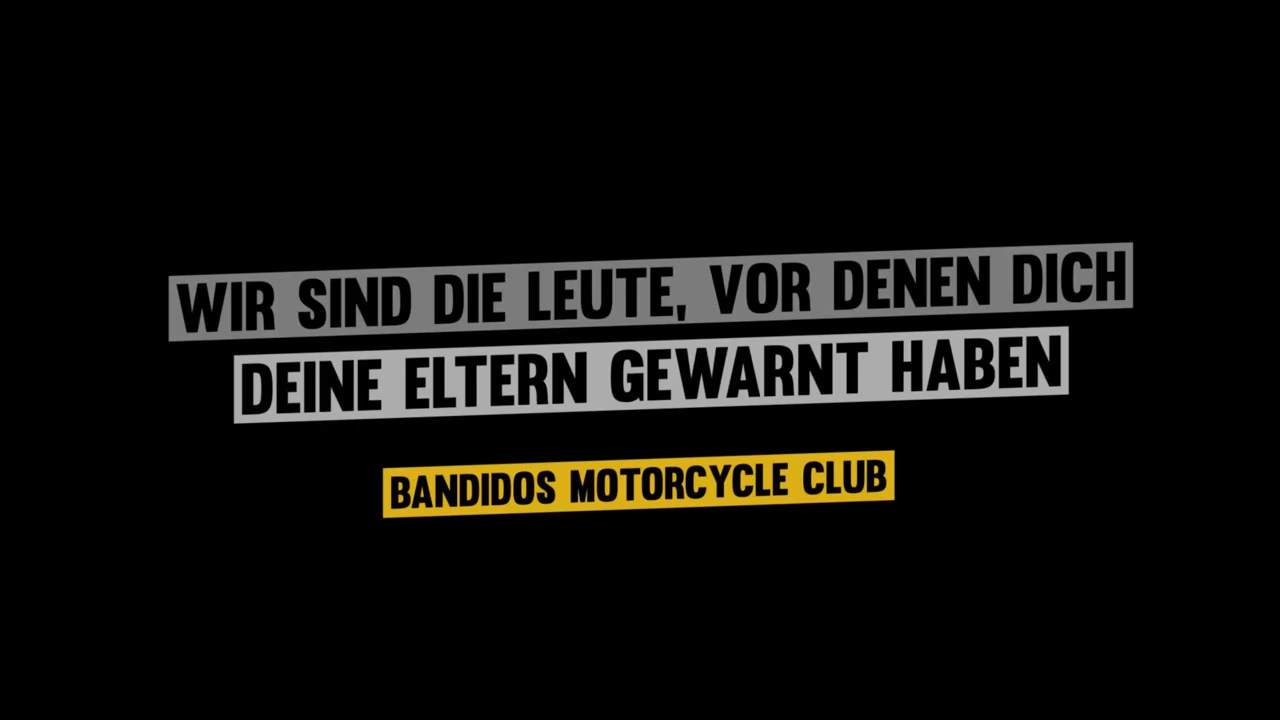 WIR SIND DIE LEUTE, VOR DENEN DICH
DEINE ELTERN GEWARNT HABEN
BANDIDOS MOTORCYCLE CLUB